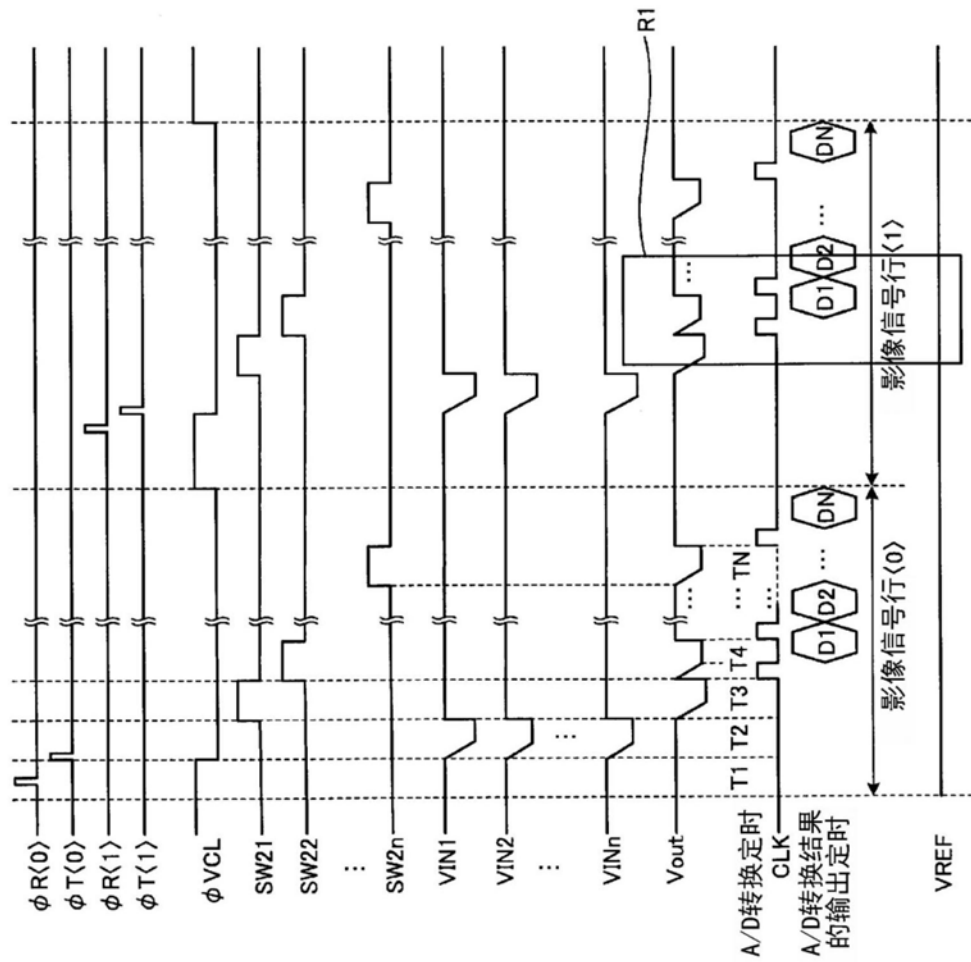 φR⟨0⟩
φT⟨0⟩
φR⟨1⟩
φT⟨1⟩
φVCL
SW21
SW22
⋮
SW2n
VIN1
VIN2
⋮
VINn
Vout
A/D转换定时
CLK
A/D转换结果
的输出定时
VREF
...
... ... ...
T1 T2 T3 T4 ... TN
...
D1 D2 ... DN D1 D2 ... DN
影像信号行⟨0⟩ 影像信号行⟨1⟩
R1